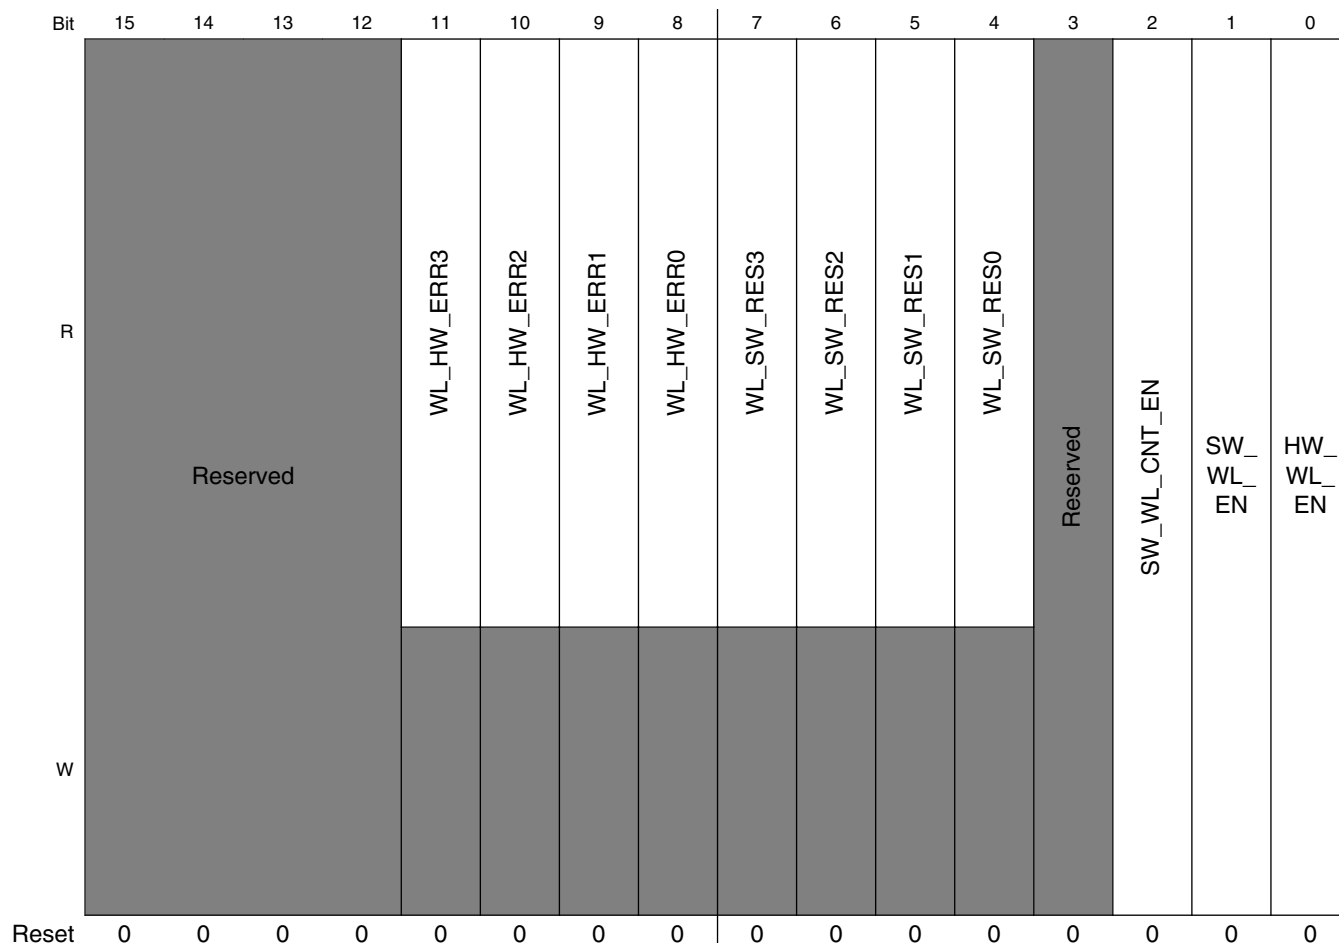 Bit 15 14 13 12 11 10 9 8 7 6 5 4 3 2 1 0
R
W
Reserved
WL_HW_ERR3
WL_HW_ERR2
WL_HW_ERR1
WL_HW_ERR0
WL_SW_RES3
WL_SW_RES2
WL_SW_RES1
WL_SW_RES0
Reserved
SW_WL_CNT_EN
SW_
WL_
EN
HW_
WL_
EN
Reset 0 0 0 0 0 0 0 0 0 0 0 0 0 0 0 0